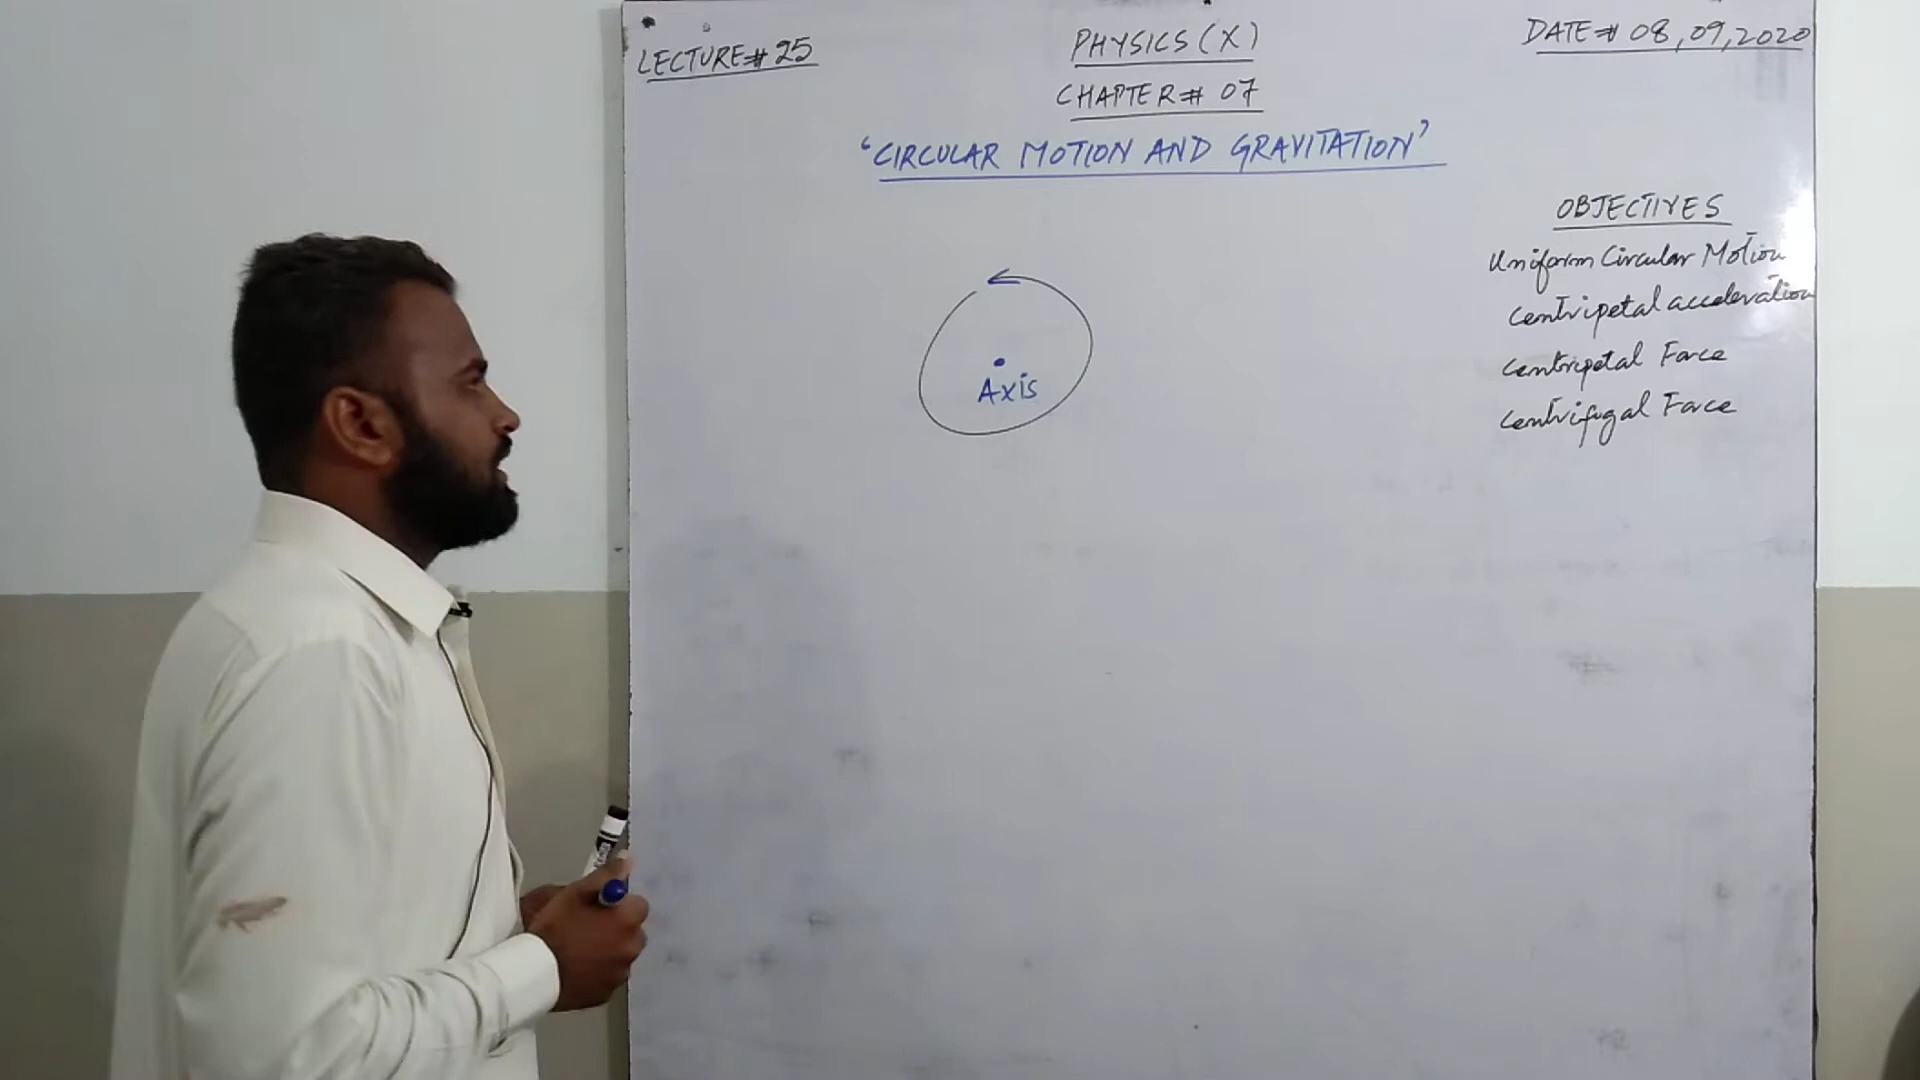 LECTURE# 25
PHYSICS (X)
DATE# 08,09,2020
CHAPTER# 07
"CIRCULAR MOTION AND GRAVITATION"
OBJECTIVES
Uniform Circular Motion
Centripetal acceleration
Centripetal Force
Centrifugal Force
Axis